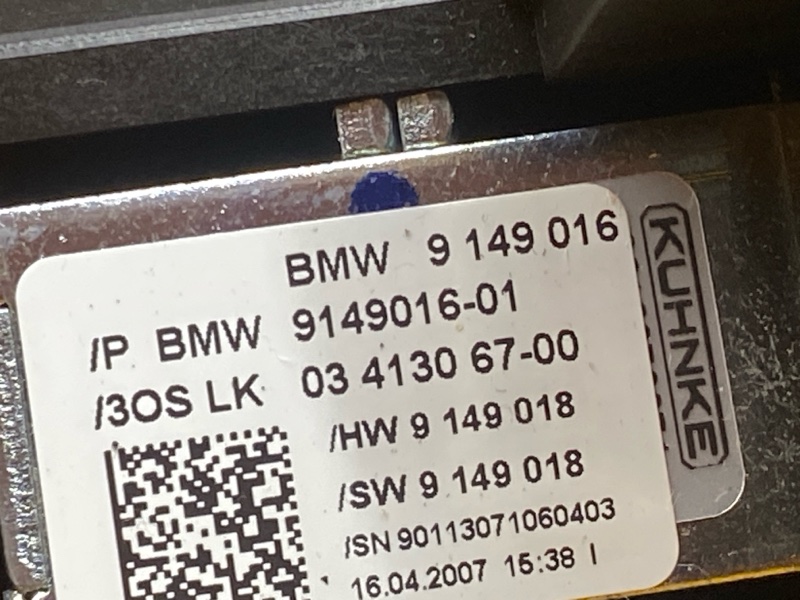 BMW 9 149 016
/P BMW 9149016-01
/3OS LK 03 4130 67-00
/HW 9 149 018
/SW 9 149 018
/SN 90113071060403
16.04.2007 15:38 I
KUHNKE